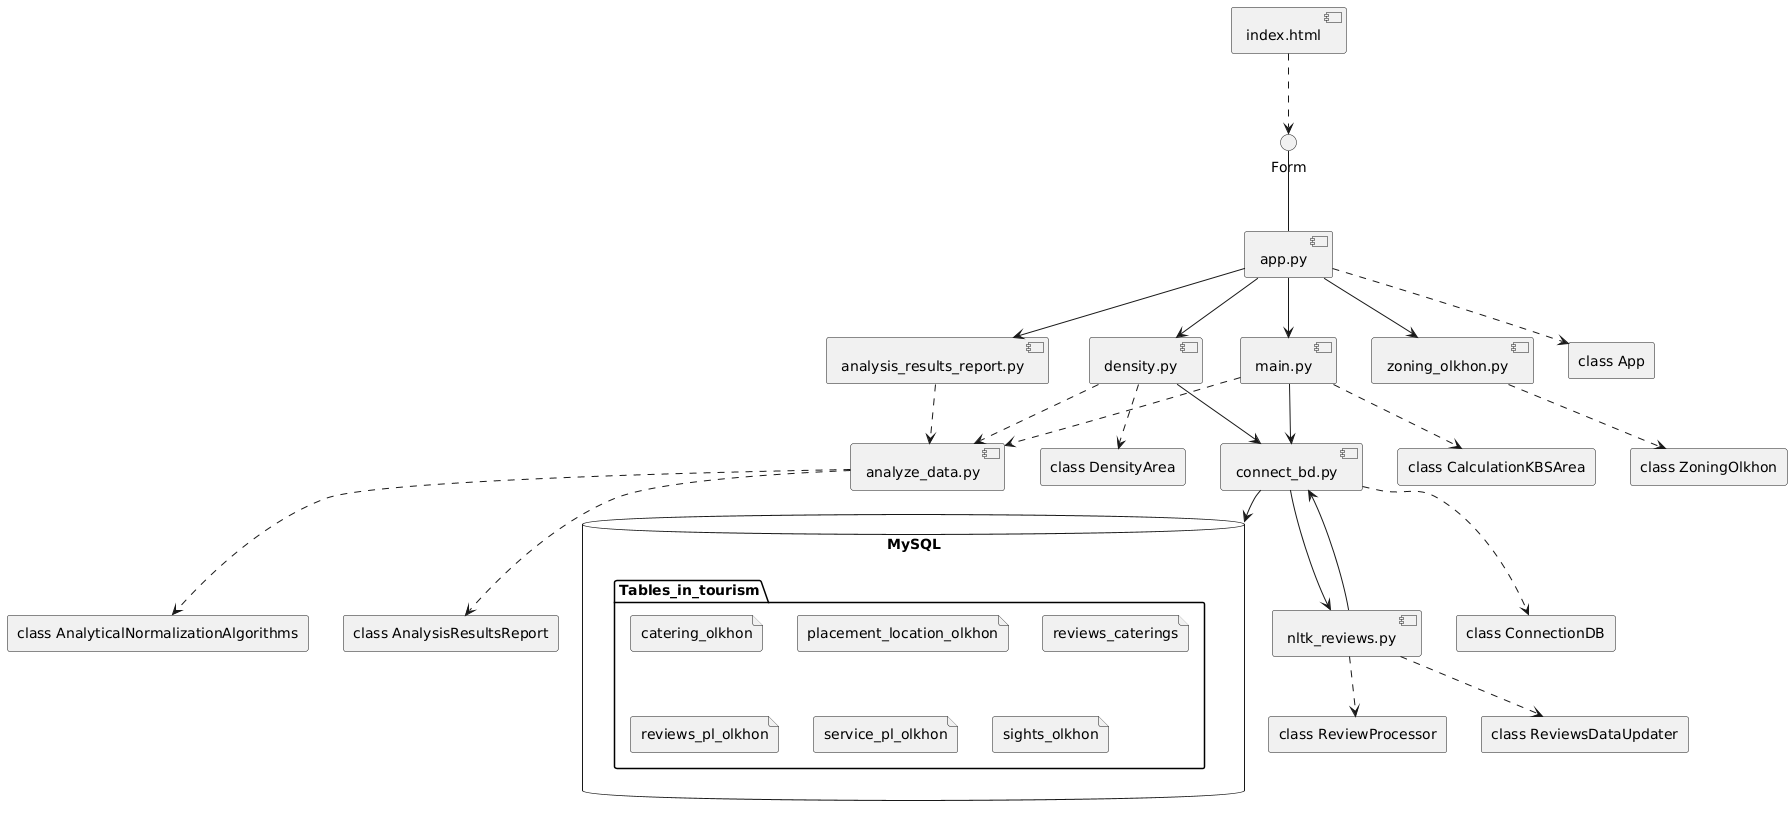 index.html
Form
app.py
analysis_results_report.py
density.py
main.py
zoning_olkhon.py
class App
analyze_data.py
class DensityArea
connect_bd.py
class CalculationKBSArea
class ZoningOlkhon
MySQL
Tables_in_tourism
class AnalyticalNormalizationAlgorithms
class AnalysisResultsReport
catering_olkhon
placement_location_olkhon
reviews_caterings
nltk_reviews.py
class ConnectionDB
reviews_pl_olkhon
service_pl_olkhon
sights_olkhon
class ReviewProcessor
class ReviewsDataUpdater